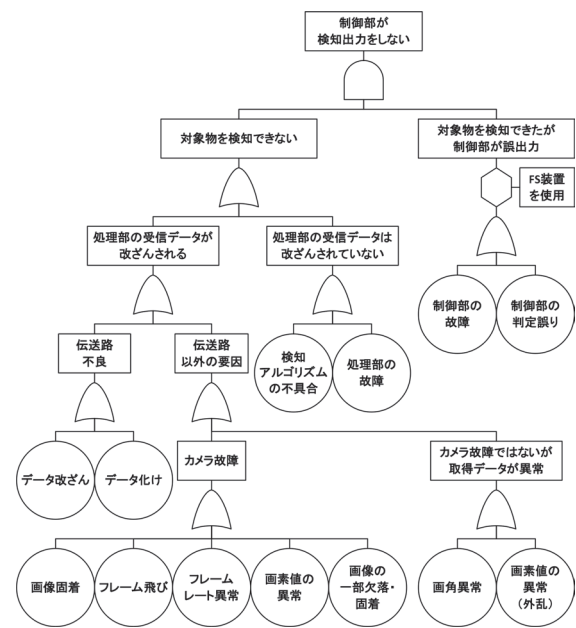 制御部が
検知出力をしない
対象物を検知できない
対象物を検知できたが
制御部が誤出力
FS装置
を使用
処理部の受信データが
改ざんされる
処理部の受信データは
改ざんされていない
制御部の
故障
制御部の
判定誤り
伝送路
不良
伝送路
以外の要因
検知
アルゴリズム
の不具合
処理部の
故障
データ改ざん
データ化け
カメラ故障
カメラ故障ではないが
取得データが異常
画像固着
フレーム飛び
フレーム
レート異常
画素値の
異常
画像の
一部欠落・
固着
画角異常
画素値の
異常
（外乱）